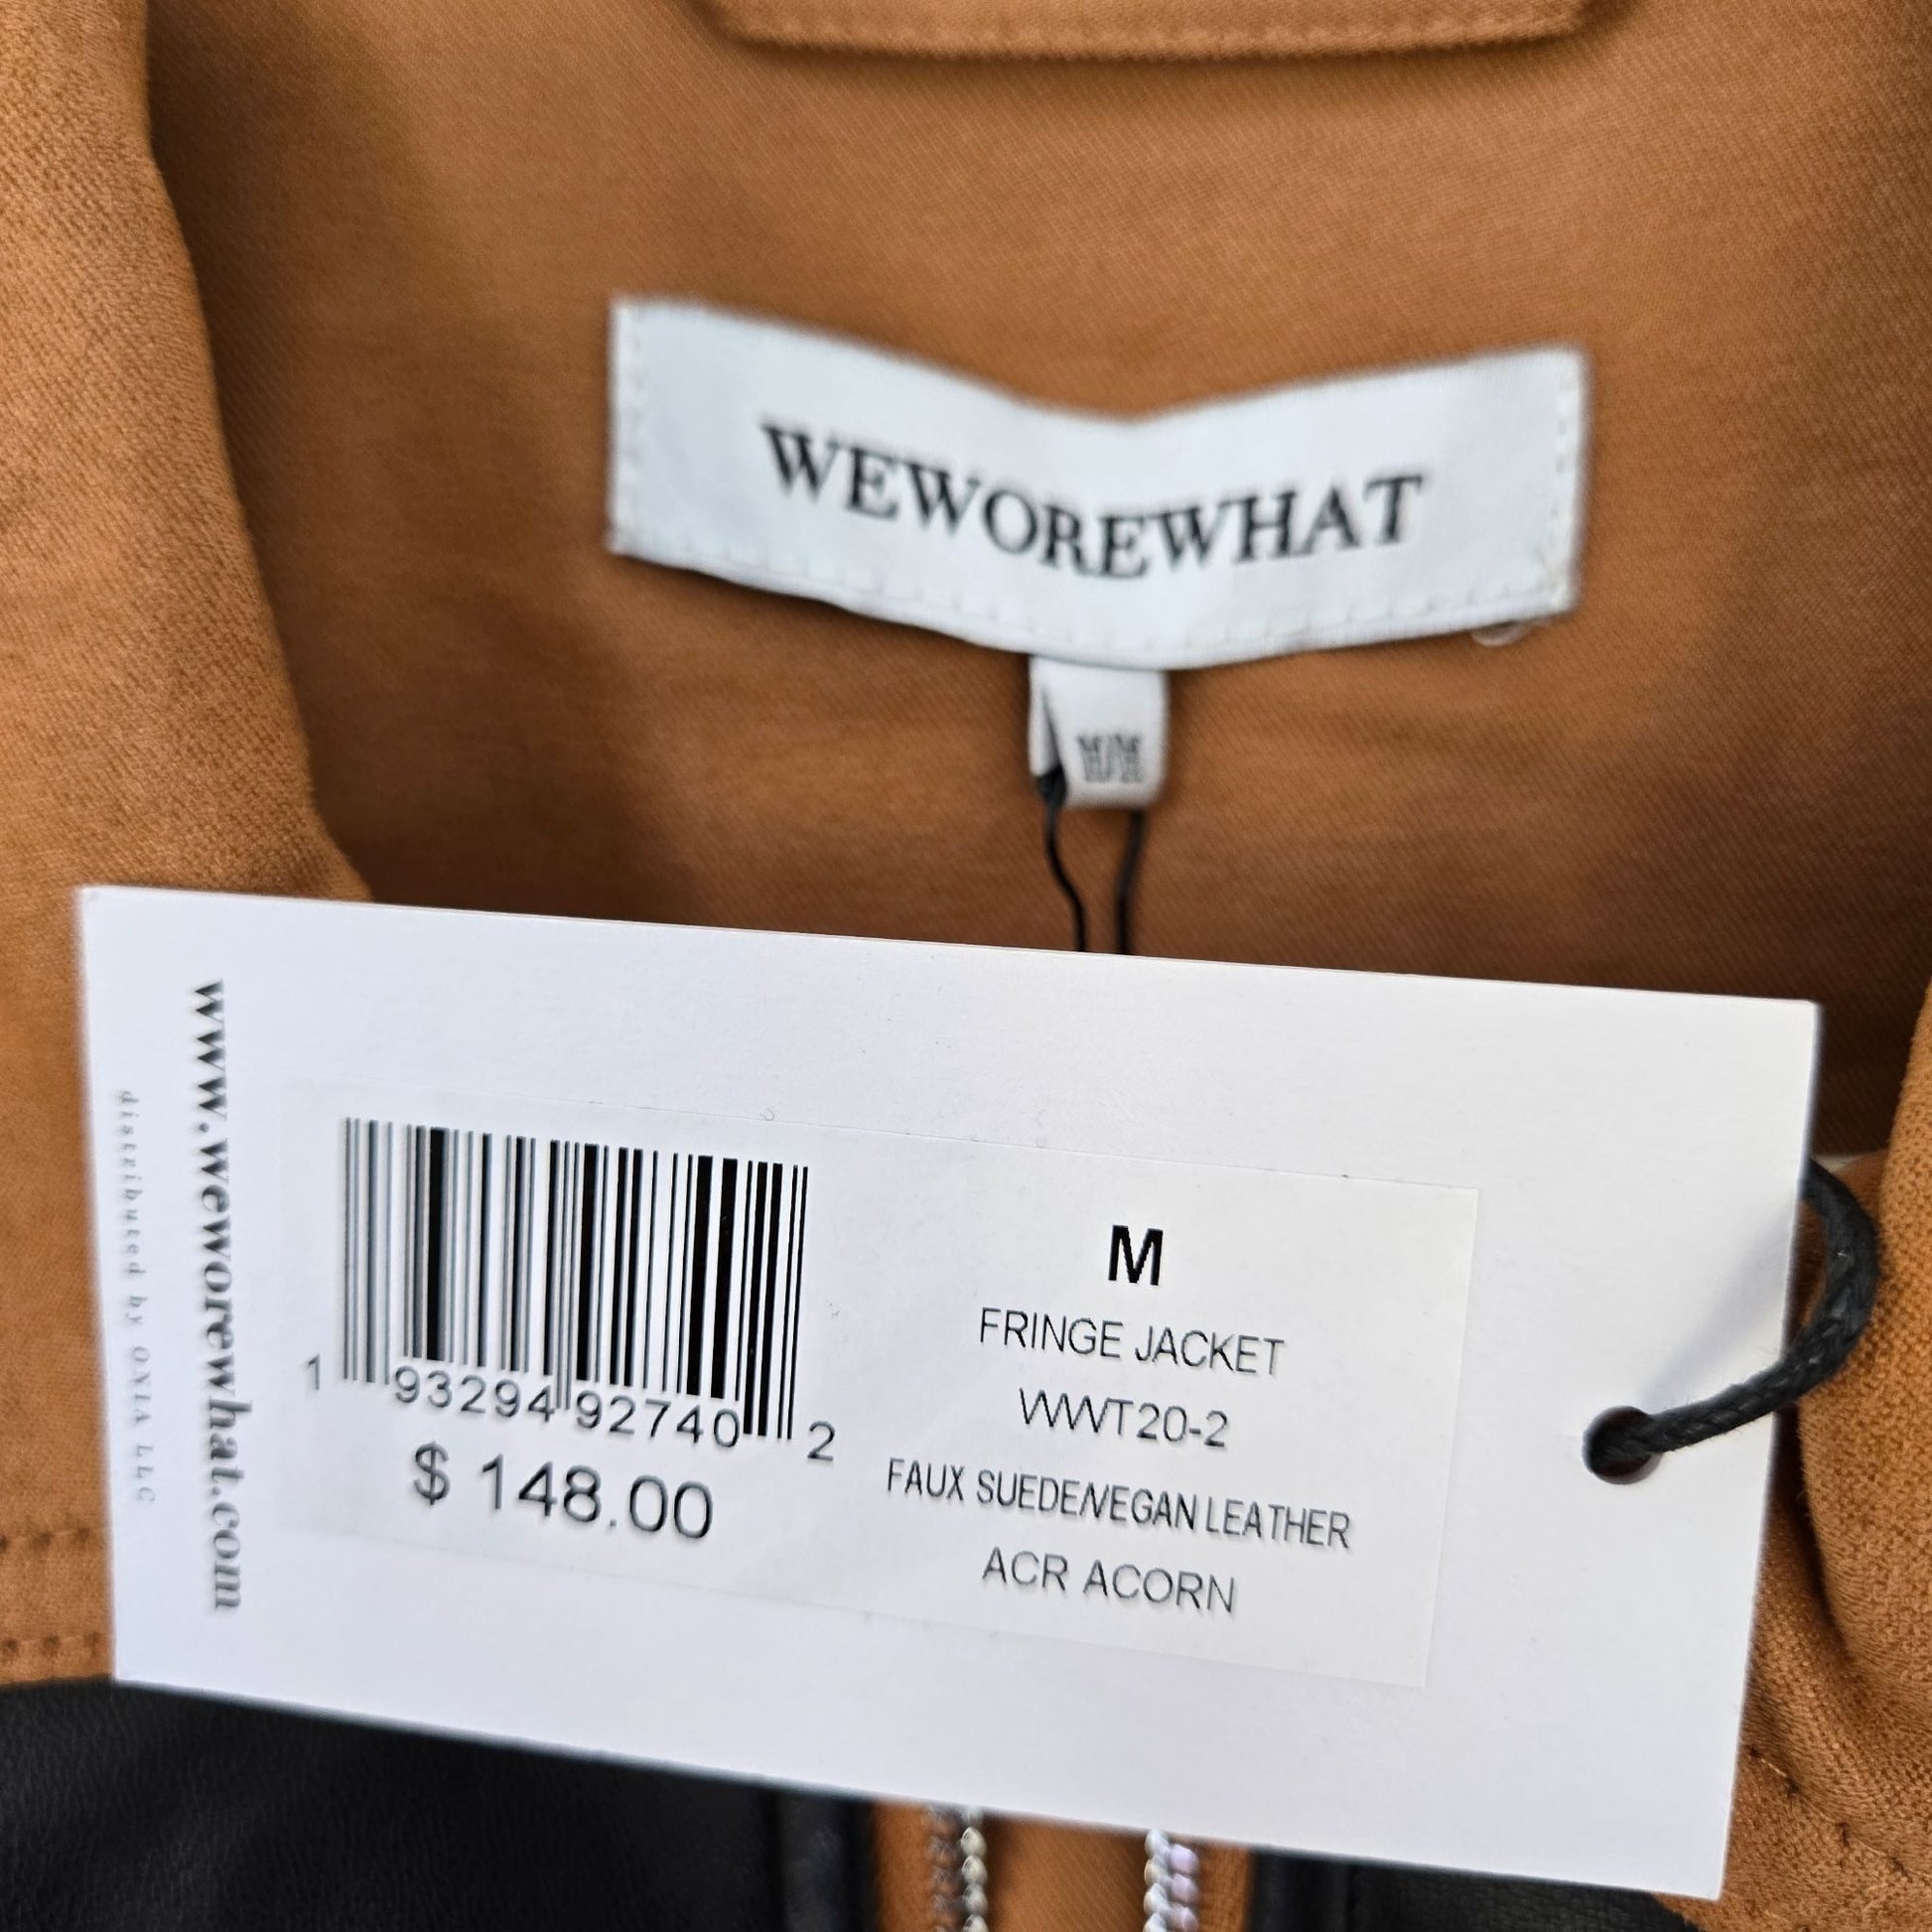 WEWOREWHAT
M/M
www.weworewhat.com
distributed by OXIA LLC
1 93294 92740 2
$ 148.00
M
FRINGE JACKET
WWT20-2
FAUX SUEDE/VEGAN LEATHER
ACR ACORN